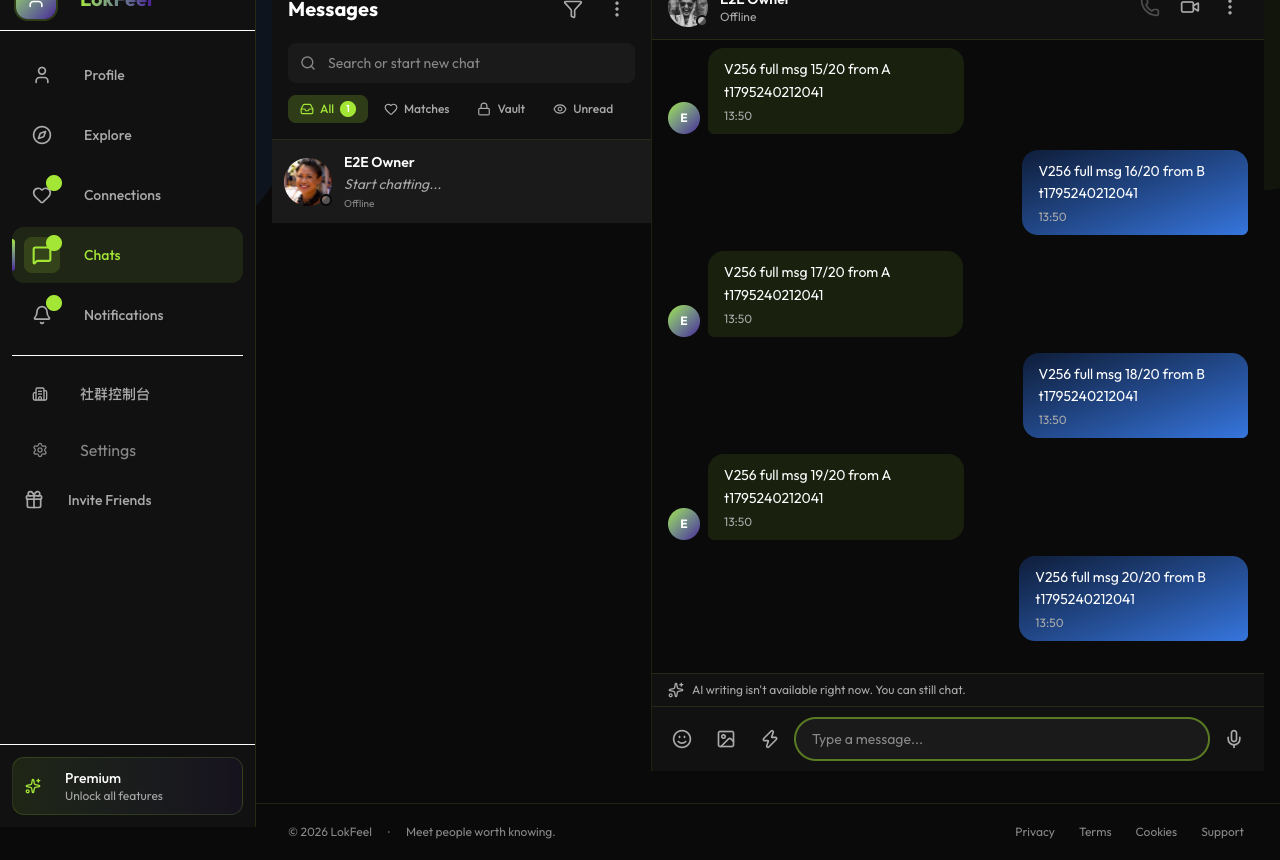 LokFeel
Profile
Explore
Connections
Chats
Notifications
社群控制台
Settings
Invite Friends
Premium
Unlock all features
Messages
Search or start new chat
All 1 Matches Vault Unread
E2E Owner
Start chatting...
Offline
E2E Owner
Offline
V256 full msg 15/20 from A
t1795240212041
13:50
E
V256 full msg 16/20 from B
t1795240212041
13:50
V256 full msg 17/20 from A
t1795240212041
13:50
E
V256 full msg 18/20 from B
t1795240212041
13:50
V256 full msg 19/20 from A
t1795240212041
13:50
E
V256 full msg 20/20 from B
t1795240212041
13:50
AI writing isn't available right now. You can still chat.
Type a message...
© 2026 LokFeel · Meet people worth knowing.
Privacy Terms Cookies Support